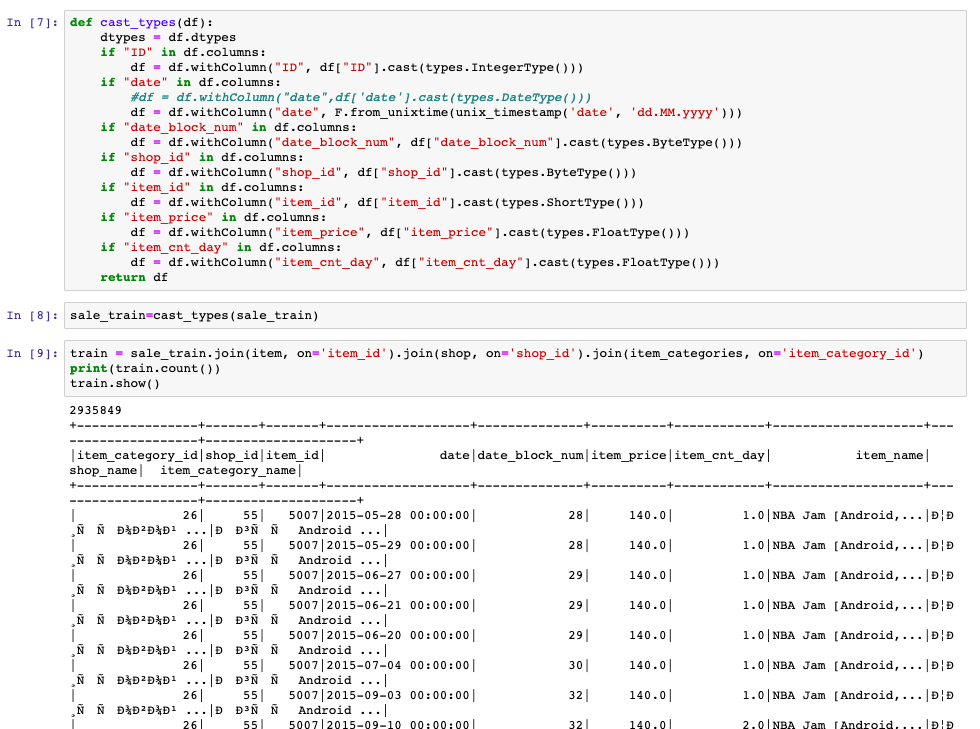 In [7]: def cast_types(df):
    dtypes = df.dtypes
    if "ID" in df.columns:
        df = df.withColumn("ID", df["ID"].cast(types.IntegerType()))
    if "date" in df.columns:
        #df = df.withColumn("date",df['date'].cast(types.DateType()))
        df = df.withColumn("date", F.from_unixtime(unix_timestamp('date', 'dd.MM.yyyy')))
    if "date_block_num" in df.columns:
        df = df.withColumn("date_block_num", df["date_block_num"].cast(types.ByteType()))
    if "shop_id" in df.columns:
        df = df.withColumn("shop_id", df["shop_id"].cast(types.ByteType()))
    if "item_id" in df.columns:
        df = df.withColumn("item_id", df["item_id"].cast(types.ShortType()))
    if "item_price" in df.columns:
        df = df.withColumn("item_price", df["item_price"].cast(types.FloatType()))
    if "item_cnt_day" in df.columns:
        df = df.withColumn("item_cnt_day", df["item_cnt_day"].cast(types.FloatType()))
    return df
In [8]: sale_train=cast_types(sale_train)
In [9]: train = sale_train.join(item, on='item_id').join(shop, on='shop_id').join(item_categories, on='item_category_id')
print(train.count())
train.show()
2935849
+----------------+-------+-------+-------------------+--------------+----------+------------+--------------------+---
-----------------+--------------------+
|item_category_id|shop_id|item_id|               date|date_block_num|item_price|item_cnt_day|           item_name|
shop_name|  item_category_name|
+----------------+-------+-------+-------------------+--------------+----------+------------+--------------------+---
-----------------+--------------------+
|              26|     55|   5007|2015-05-28 00:00:00|            28|     140.0|         1.0|NBA Jam [Android,...|Ð¦Ð
¸Ñ Ñ Ð¾Ð²Ð¾Ð¹ ...|Ð Ð³Ñ Ñ  Android ...|
|              26|     55|   5007|2015-05-29 00:00:00|            28|     140.0|         1.0|NBA Jam [Android,...|Ð¦Ð
¸Ñ Ñ Ð¾Ð²Ð¾Ð¹ ...|Ð Ð³Ñ Ñ  Android ...|
|              26|     55|   5007|2015-06-27 00:00:00|            29|     140.0|         1.0|NBA Jam [Android,...|Ð¦Ð
¸Ñ Ñ Ð¾Ð²Ð¾Ð¹ ...|Ð Ð³Ñ Ñ  Android ...|
|              26|     55|   5007|2015-06-21 00:00:00|            29|     140.0|         1.0|NBA Jam [Android,...|Ð¦Ð
¸Ñ Ñ Ð¾Ð²Ð¾Ð¹ ...|Ð Ð³Ñ Ñ  Android ...|
|              26|     55|   5007|2015-06-20 00:00:00|            29|     140.0|         1.0|NBA Jam [Android,...|Ð¦Ð
¸Ñ Ñ Ð¾Ð²Ð¾Ð¹ ...|Ð Ð³Ñ Ñ  Android ...|
|              26|     55|   5007|2015-07-04 00:00:00|            30|     140.0|         1.0|NBA Jam [Android,...|Ð¦Ð
¸Ñ Ñ Ð¾Ð²Ð¾Ð¹ ...|Ð Ð³Ñ Ñ  Android ...|
|              26|     55|   5007|2015-09-03 00:00:00|            32|     140.0|         1.0|NBA Jam [Android,...|Ð¦Ð
¸Ñ Ñ Ð¾Ð²Ð¾Ð¹ ...|Ð Ð³Ñ Ñ  Android ...|
|              26|     55|   5007|2015-09-10 00:00:00|            32|     140.0|         2.0|NBA Jam [Android,...|Ð¦Ð